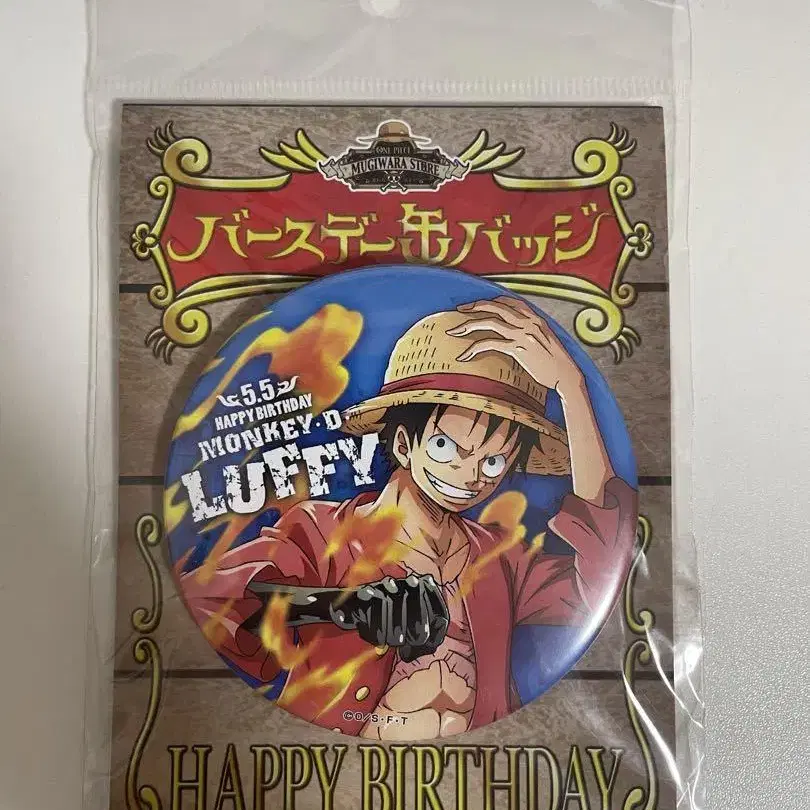 ONE PIECE
MUGIWARA STORE
バースデー缶バッジ
5.5
HAPPY BIRTHDAY
MONKEY・D・
LUFFY
©O/S・F・T
HAPPY BIRTHDAY